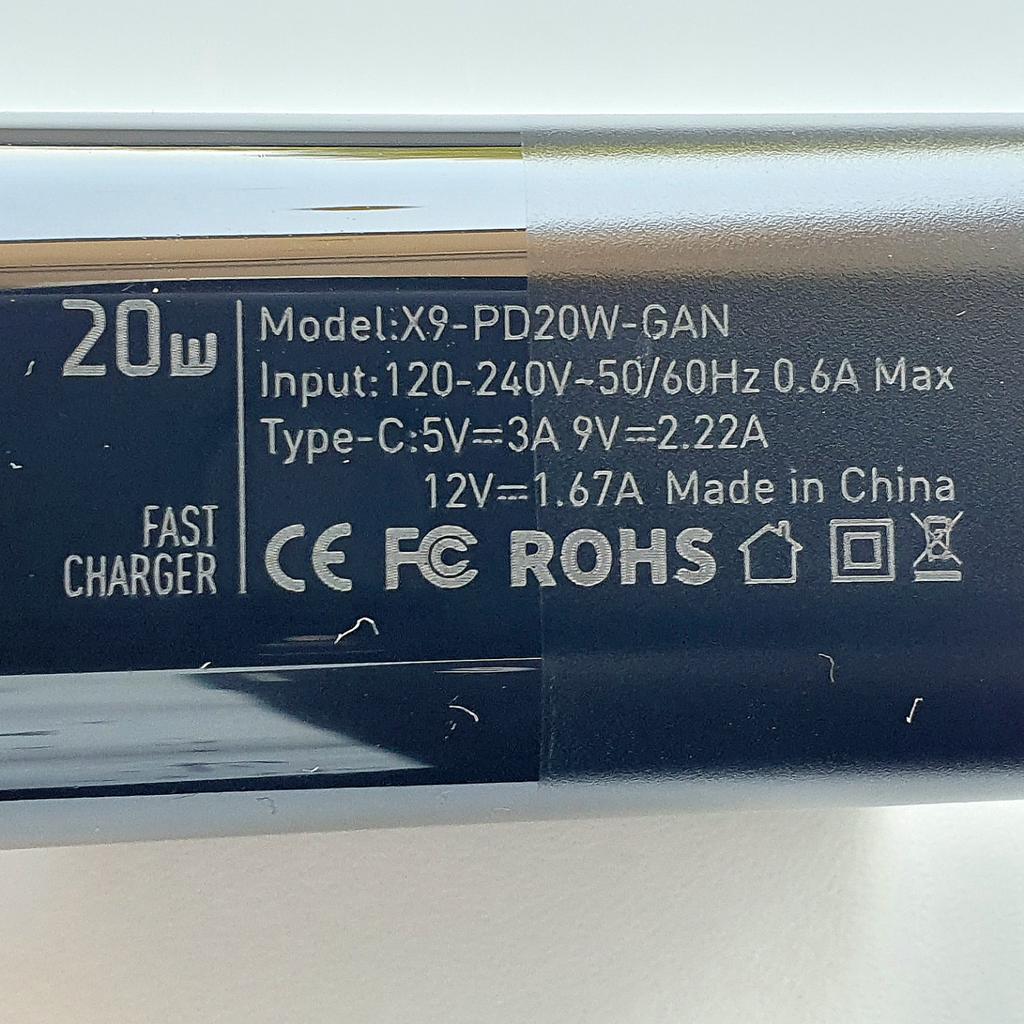 20W
FAST
CHARGER
Model:X9-PD20W-GAN
Input:120-240V~50/60Hz 0.6A Max
Type-C:5V⎓3A 9V⎓2.22A
12V⎓1.67A Made in China
CE FC ROHS